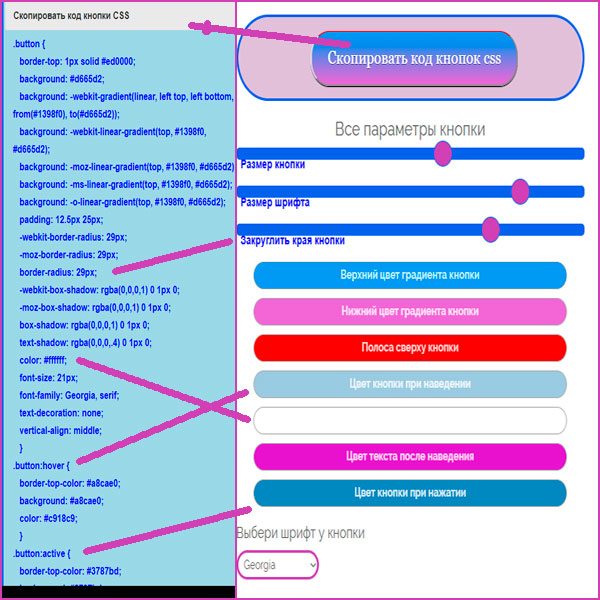 Скопировать код кнопки CSS
.button {
border-top: 1px solid #ed0000;
background: #d665d2;
background: -webkit-gradient(linear, left top, left bottom,
from(#1398f0), to(#d665d2));
background: -webkit-linear-gradient(top, #1398f0,
#d665d2);
background: -moz-linear-gradient(top, #1398f0, #d665d2)
background: -ms-linear-gradient(top, #1398f0, #d665d2);
background: -o-linear-gradient(top, #1398f0, #d665d2);
padding: 12.5px 25px;
-webkit-border-radius: 29px;
-moz-border-radius: 29px;
border-radius: 29px;
-webkit-box-shadow: rgba(0,0,0,1) 0 1px 0;
-moz-box-shadow: rgba(0,0,0,1) 0 1px 0;
box-shadow: rgba(0,0,0,1) 0 1px 0;
text-shadow: rgba(0,0,0,.4) 0 1px 0;
color: #ffffff;
font-size: 21px;
font-family: Georgia, serif;
text-decoration: none;
vertical-align: middle;
}
.button:hover {
border-top-color: #a8cae0;
background: #a8cae0;
color: #c918c9;
}
.button:active {
border-top-color: #3787bd;
Скопировать код кнопок css
Все параметры кнопки
Размер кнопки
Размер шрифта
Закруглить края кнопки
Верхний цвет градиента кнопки
Нижний цвет градиента кнопки
Полоса сверху кнопки
Цвет кнопки при наведении
Цвет текста после наведения
Цвет кнопки при нажатии
Выбери шрифт у кнопки
Georgia